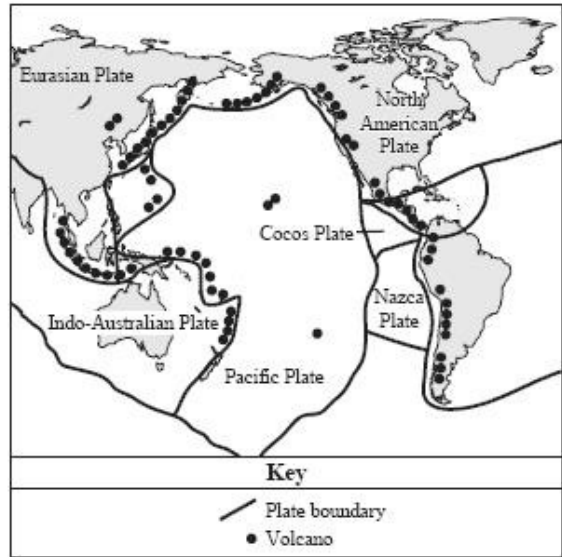 Eurasian Plate
North
American
Plate
Cocos Plate
Nazca
Plate
Indo-Australian Plate
Pacific Plate
Key
Plate boundary
Volcano